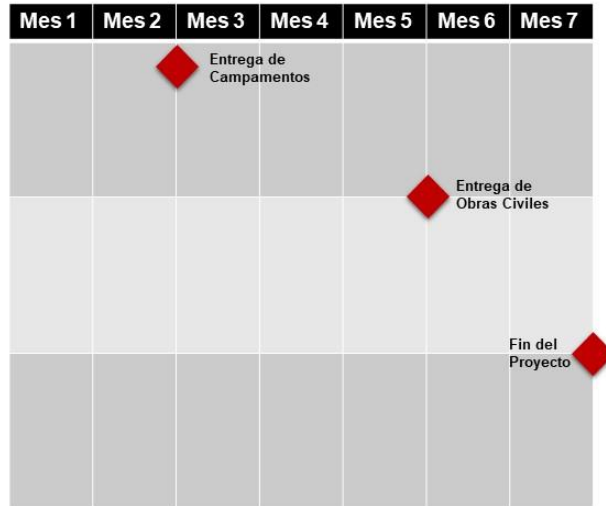 Mes 1 Mes 2 Mes 3 Mes 4 Mes 5 Mes 6 Mes 7
Entrega de
Campamentos
Entrega de
Obras Civiles
Fin del
Proyecto